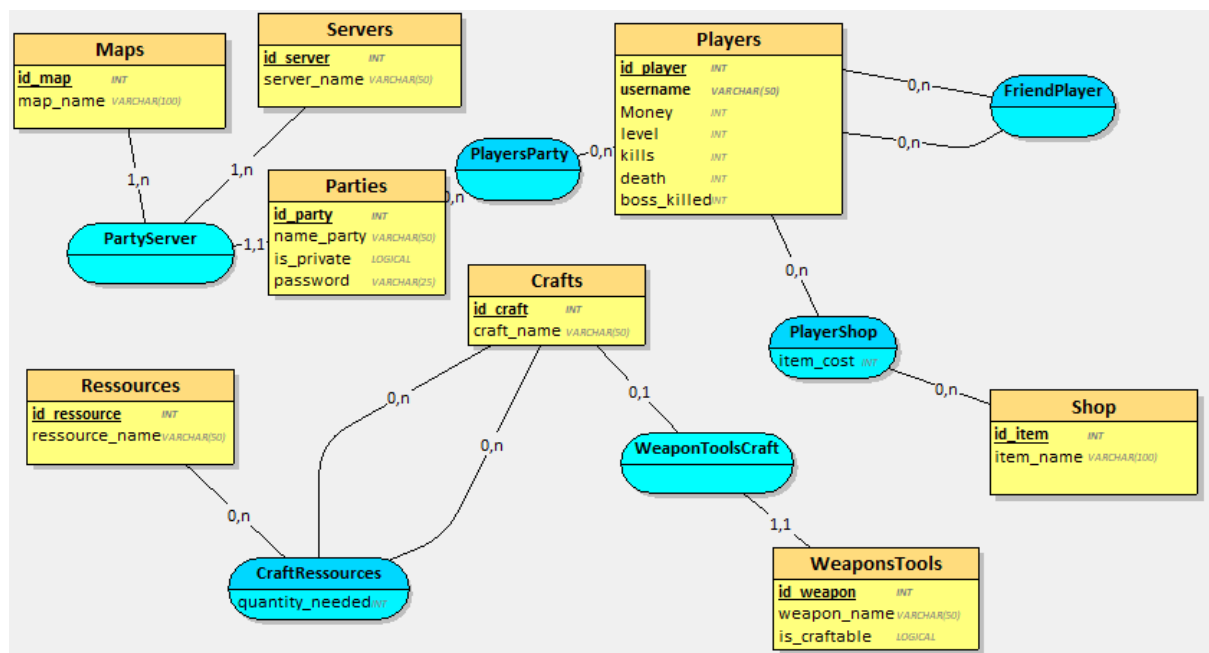 Maps
id_map INT
map_name VARCHAR(100)
Servers
id_server INT
server_name VARCHAR(50)
Players
id_player INT
username VARCHAR(50)
Money INT
level INT
kills INT
death INT
boss_killed INT
0,n
0,n
FriendPlayer
PlayersParty
0,n
0,n
1,n
1,n
Parties
id_party INT
name_party VARCHAR(50)
is_private LOGICAL
password VARCHAR(25)
PartyServer
1,1
Crafts
id_craft INT
craft_name VARCHAR(50)
0,n
PlayerShop
item_cost INT
0,n
Shop
id_item INT
item_name VARCHAR(100)
Ressources
id_ressource INT
ressource_name VARCHAR(50)
0,n
0,n
0,1
WeaponToolsCraft
0,n
1,1
CraftRessources
quantity_needed INT
WeaponsTools
id_weapon INT
weapon_name VARCHAR(50)
is_craftable LOGICAL